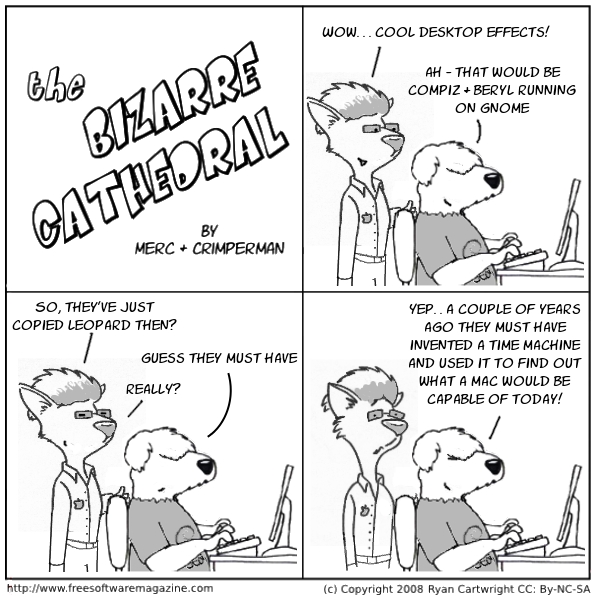 the
BIZARRE
CATHEDRAL
BY
MERC + CRIMPERMAN
WOW... COOL DESKTOP EFFECTS!
AH - THAT WOULD BE
COMPIZ + BERYL RUNNING
ON GNOME
SO, THEY'VE JUST
COPIED LEOPARD THEN?
GUESS THEY MUST HAVE
REALLY?
YEP.. A COUPLE OF YEARS
AGO THEY MUST HAVE
INVENTED A TIME MACHINE
AND USED IT TO FIND OUT
WHAT A MAC WOULD BE
CAPABLE OF TODAY!
http://www.freesoftwaremagazine.com
(c) Copyright 2008 Ryan Cartwright CC: By-NC-SA